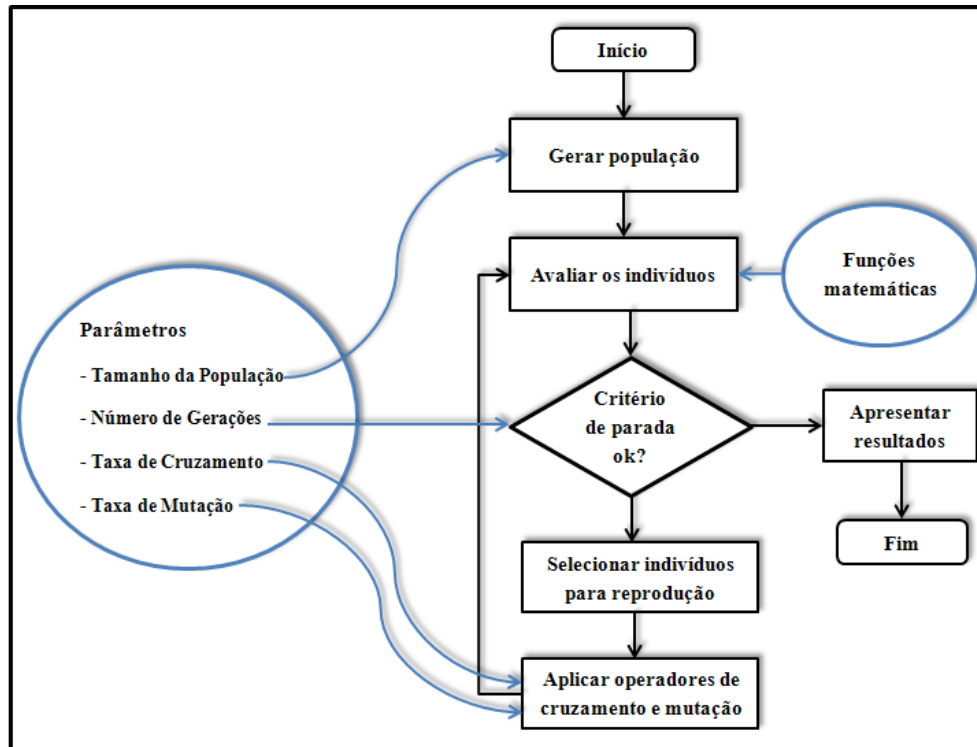 Início
Gerar população
Avaliar os indivíduos
Funções
matemáticas
Parâmetros
- Tamanho da População
- Número de Gerações
- Taxa de Cruzamento
- Taxa de Mutação
Critério
de parada
ok?
Apresentar
resultados
Fim
Selecionar indivíduos
para reprodução
Aplicar operadores de
cruzamento e mutação